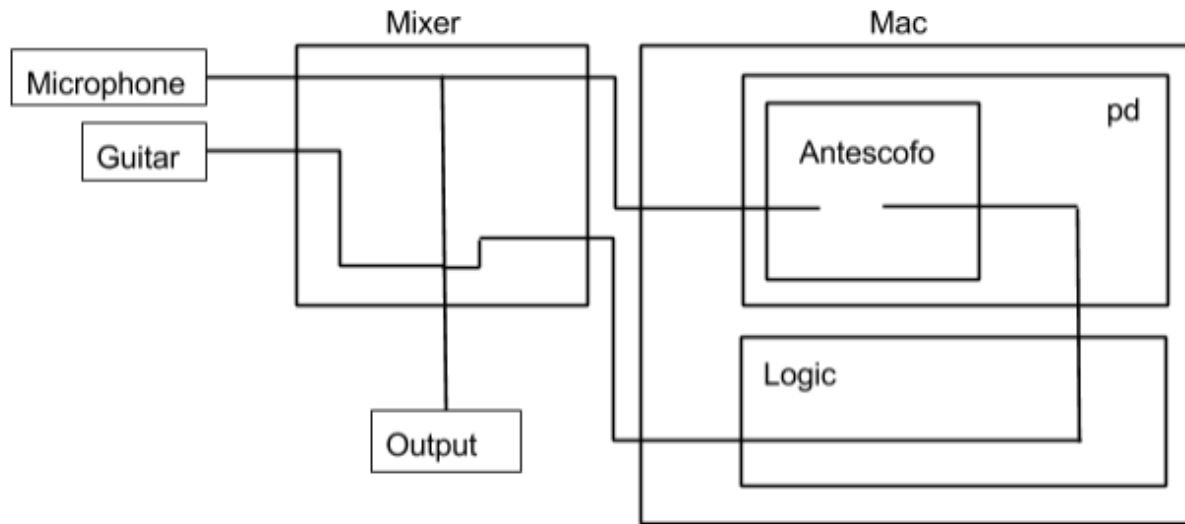 Mixer
Mac
Microphone
pd
Guitar
Antescofo
Logic
Output